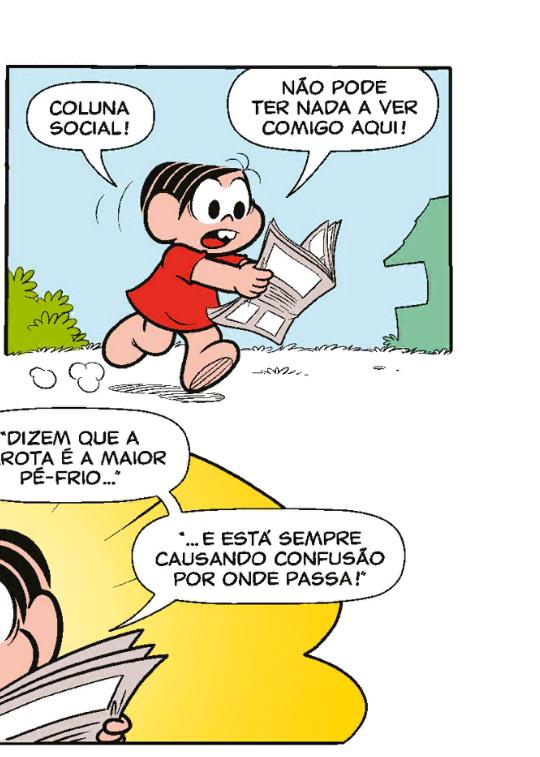 COLUNA
SOCIAL!
NÃO PODE
TER NADA A VER
COMIGO AQUI!
"DIZEM QUE A
ROTA É A MAIOR
PÉ-FRIO..."
"...E ESTÁ SEMPRE
CAUSANDO CONFUSÃO
POR ONDE PASSA!"